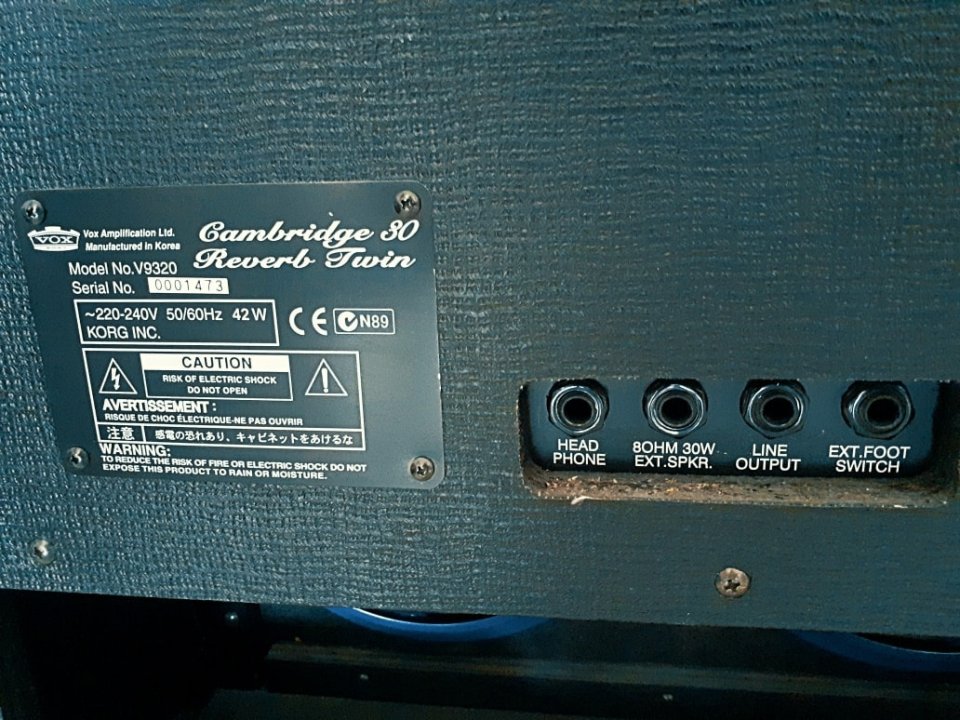 VOX
Vox Amplification Ltd.
Manufactured in Korea
Cambridge 30
Reverb Twin
Model No.V9320
Serial No. 0001473
~220-240V 50/60Hz 42W
KORG INC.
CE N89
CAUTION
RISK OF ELECTRIC SHOCK
DO NOT OPEN
AVERTISSEMENT :
RISQUE DE CHOC ÉLECTRIQUE-NE PAS OUVRIR
注意 感電の恐れあり、キャビネットをあけるな
WARNING:
TO REDUCE THE RISK OF FIRE OR ELECTRIC SHOCK DO NOT
EXPOSE THIS PRODUCT TO RAIN OR MOISTURE.
HEAD
PHONE
8OHM 30W
EXT.SPKR.
LINE
OUTPUT
EXT.FOOT
SWITCH